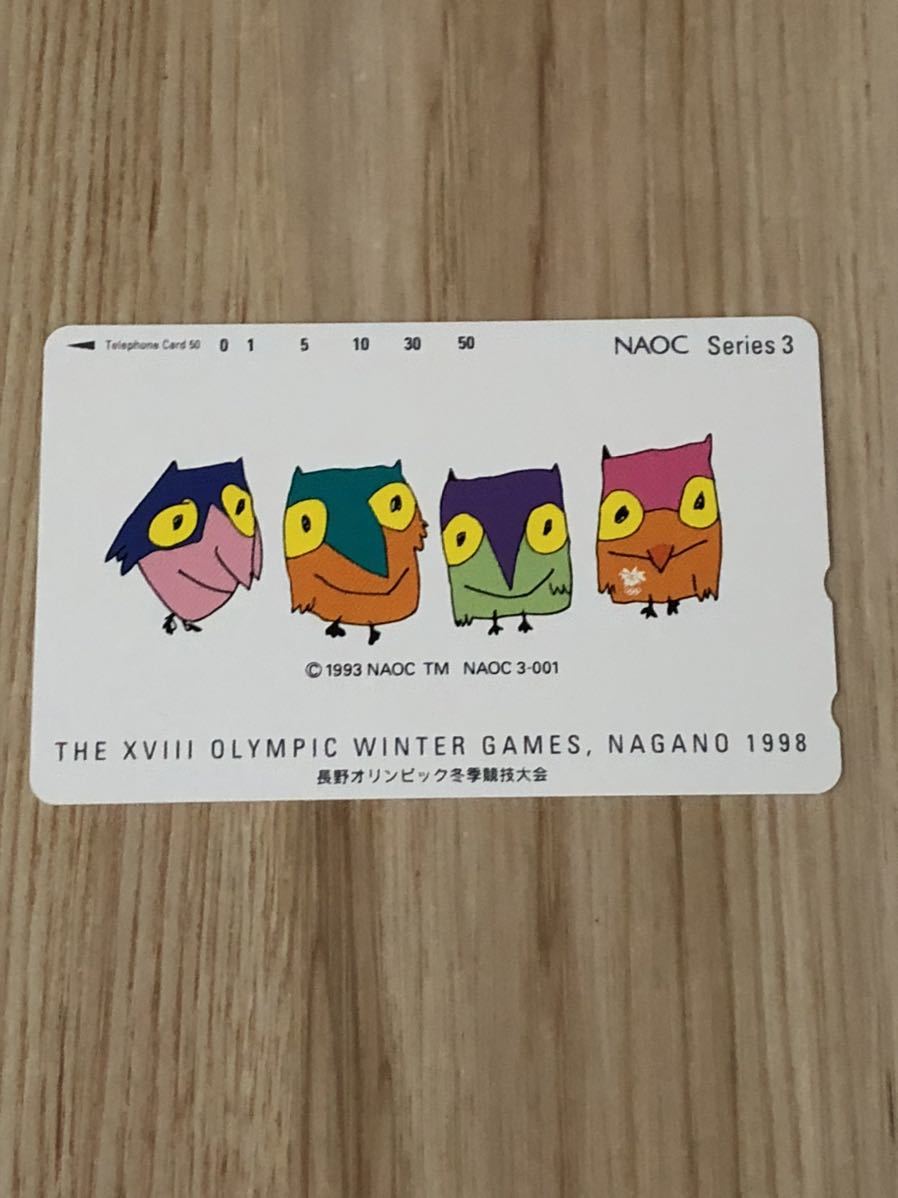 Telephone Card 50 0 1 5 10 30 50 NAOC Series 3
© 1993 NAOC TM NAOC 3-001
THE XVIII OLYMPIC WINTER GAMES, NAGANO 1998
長野オリンピック冬季競技大会